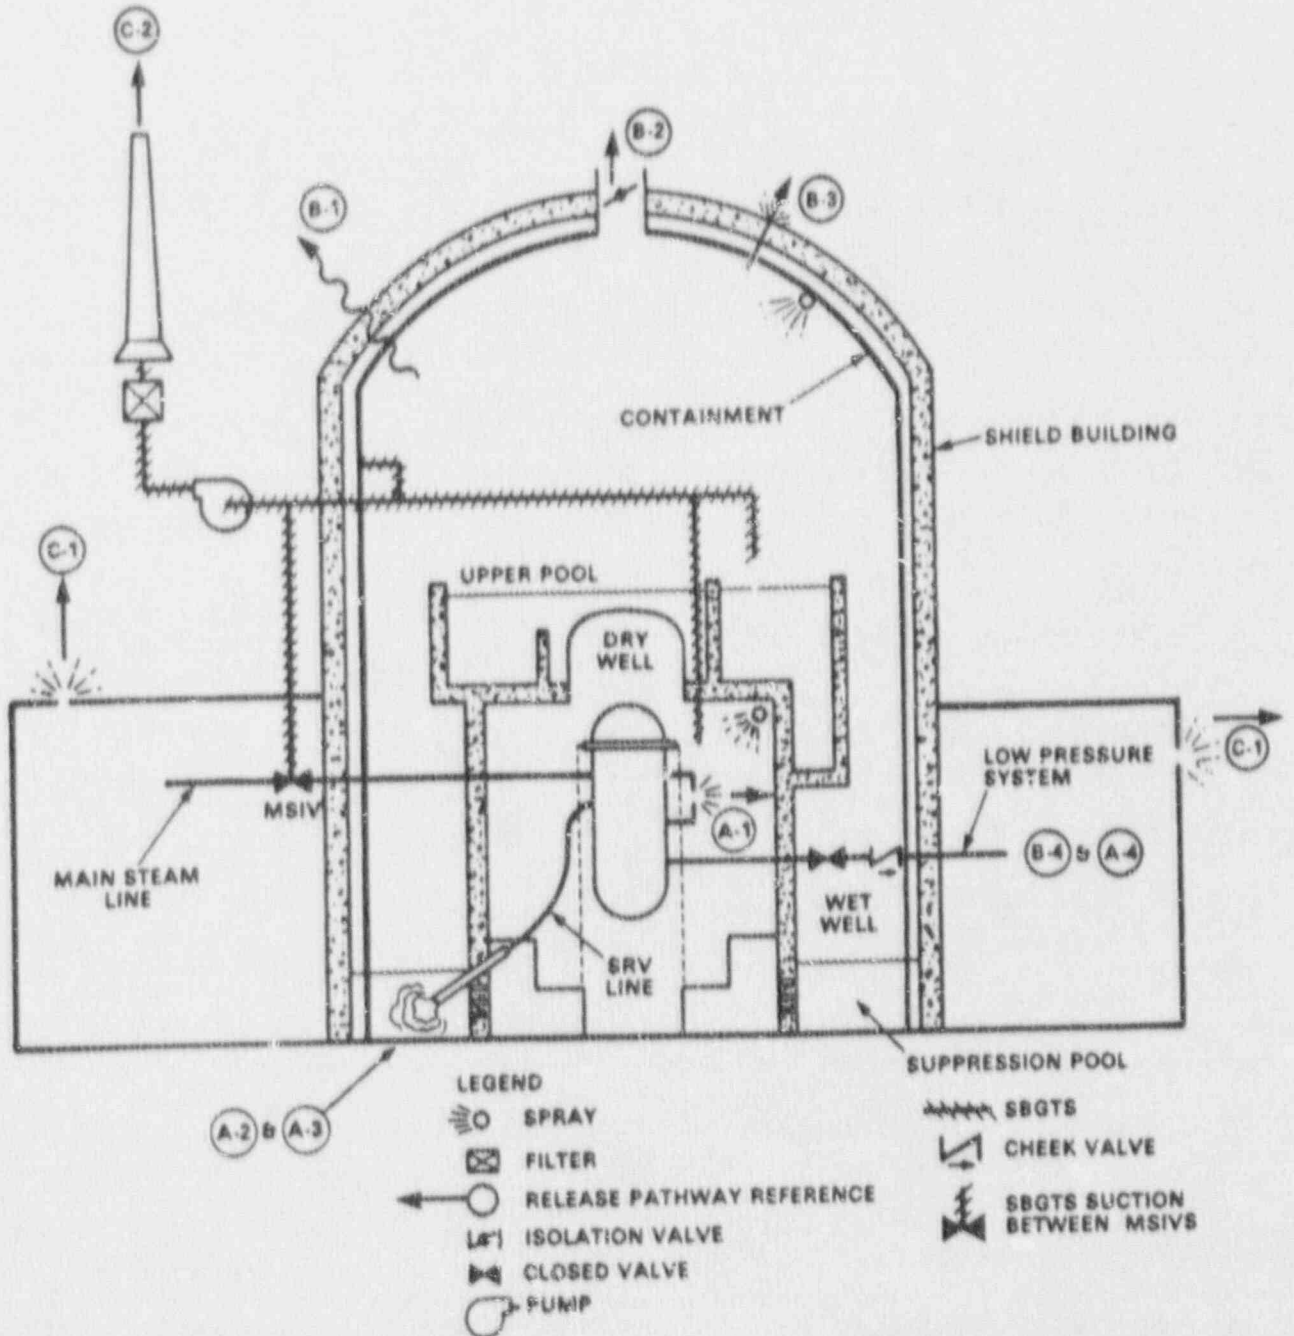 C-2
B-2
B-1
B-3
CONTAINMENT
SHIELD BUILDING
C-1
UPPER POOL
DRY
WELL
LOW PRESSURE
SYSTEM
C-1
MSIV
A-1
MAIN STEAM
LINE
B-4 & A-4
WET
WELL
SRV
LINE
SUPPRESSION POOL
A-2 & A-3
LEGEND
SPRAY
FILTER
RELEASE PATHWAY REFERENCE
ISOLATION VALVE
CLOSED VALVE
PUMP
SBGTS
CHEEK VALVE
SBGTS SUCTION
BETWEEN MSIVS